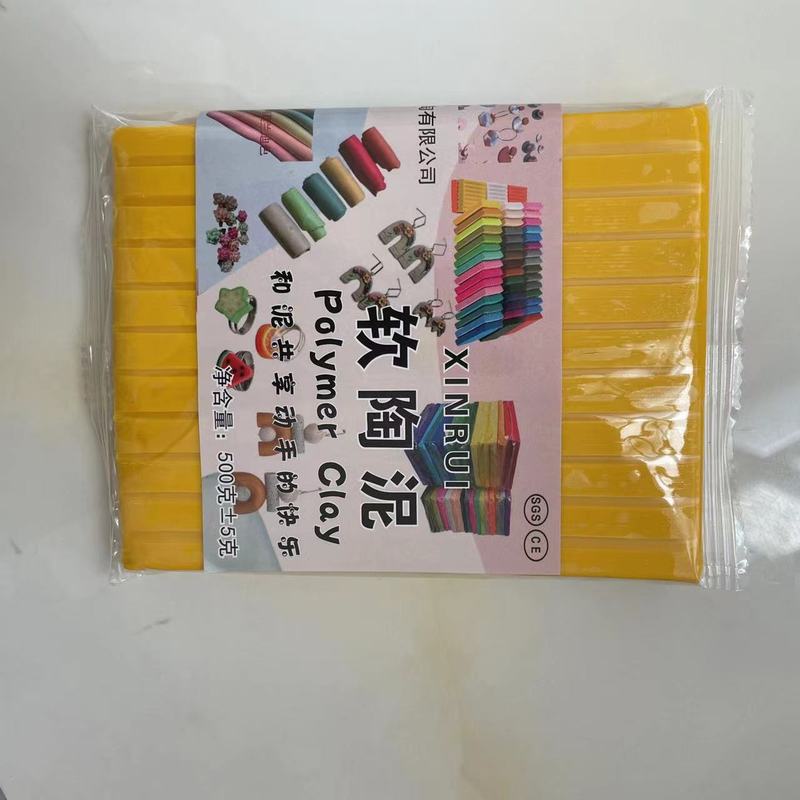 有限公司
XINRUI
软陶泥
Polymer Clay
和泥共享动手的快乐
净含量：500克±5克
SGS
CE